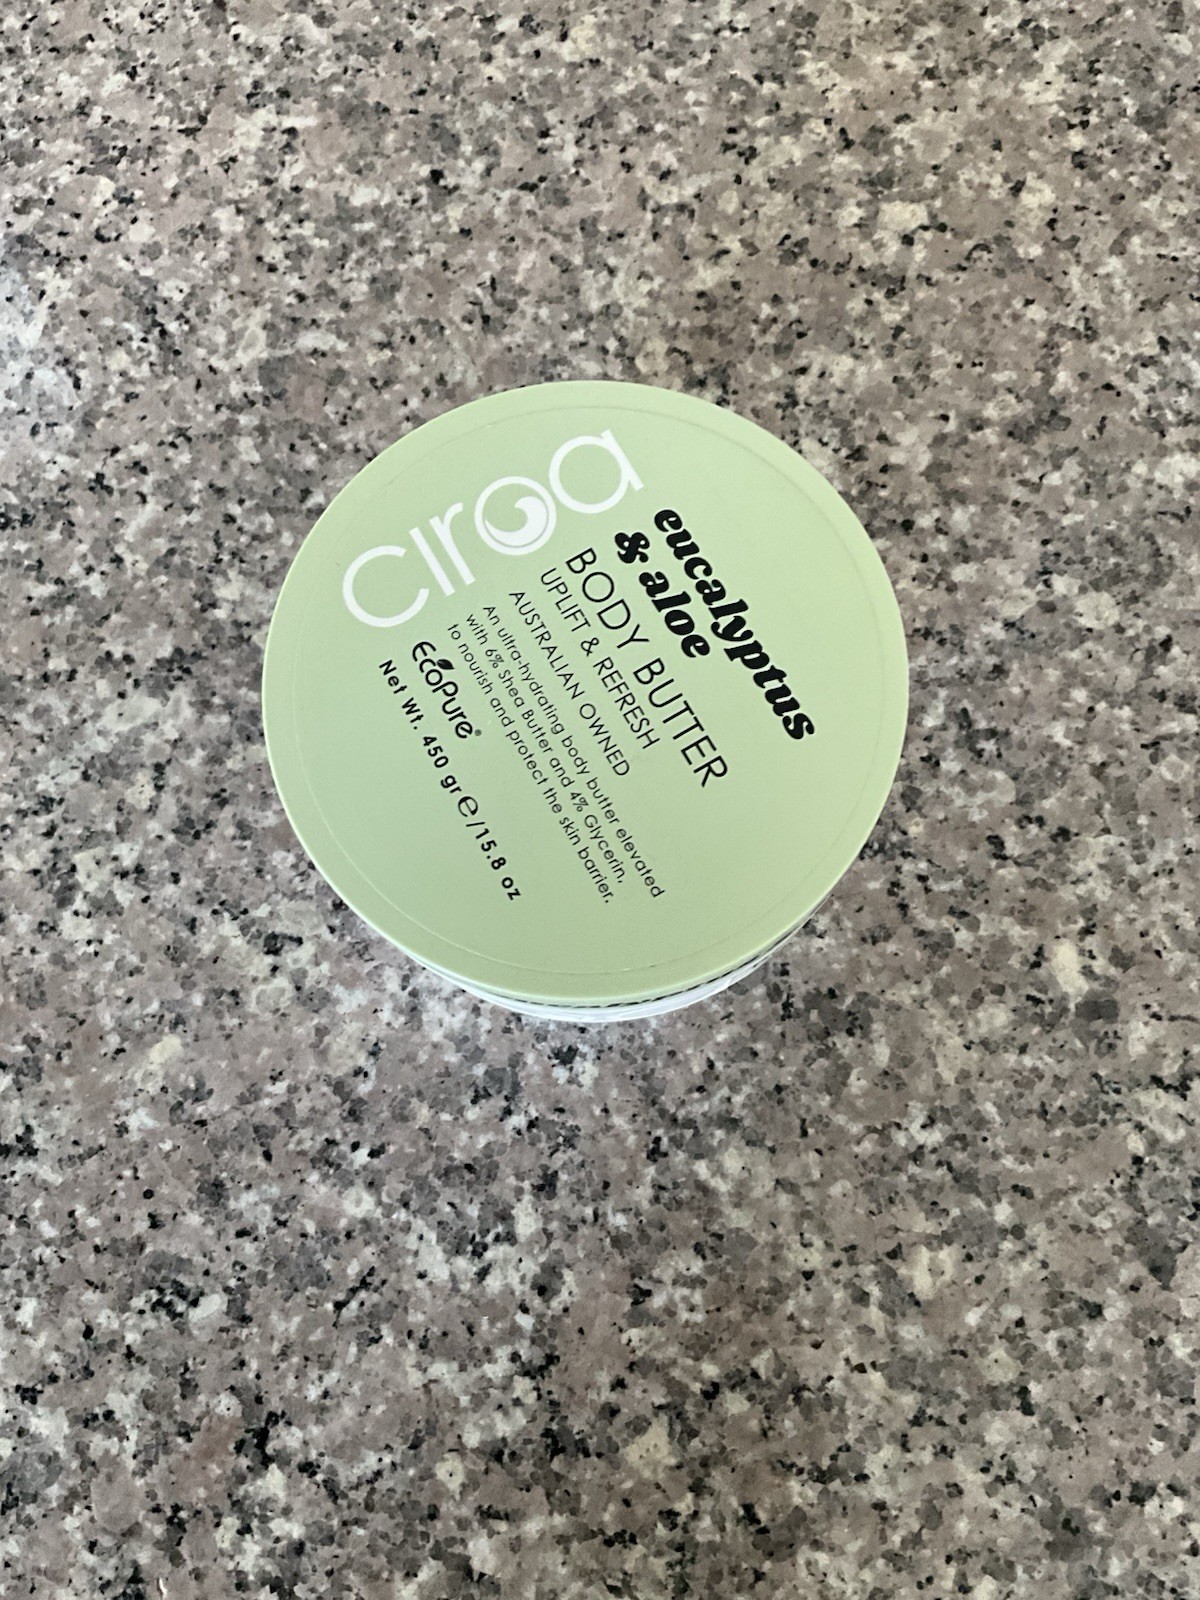 ciroa
eucalyptus
& aloe
BODY BUTTER
UPLIFT & REFRESH
AUSTRALIAN OWNED
An ultra-hydrating body butter elevated
with 6% Shea Butter and 4% Glycerin,
to nourish and protect the skin barrier.
EcoPure®
Net Wt. 450 gr ℮ / 15.8 oz